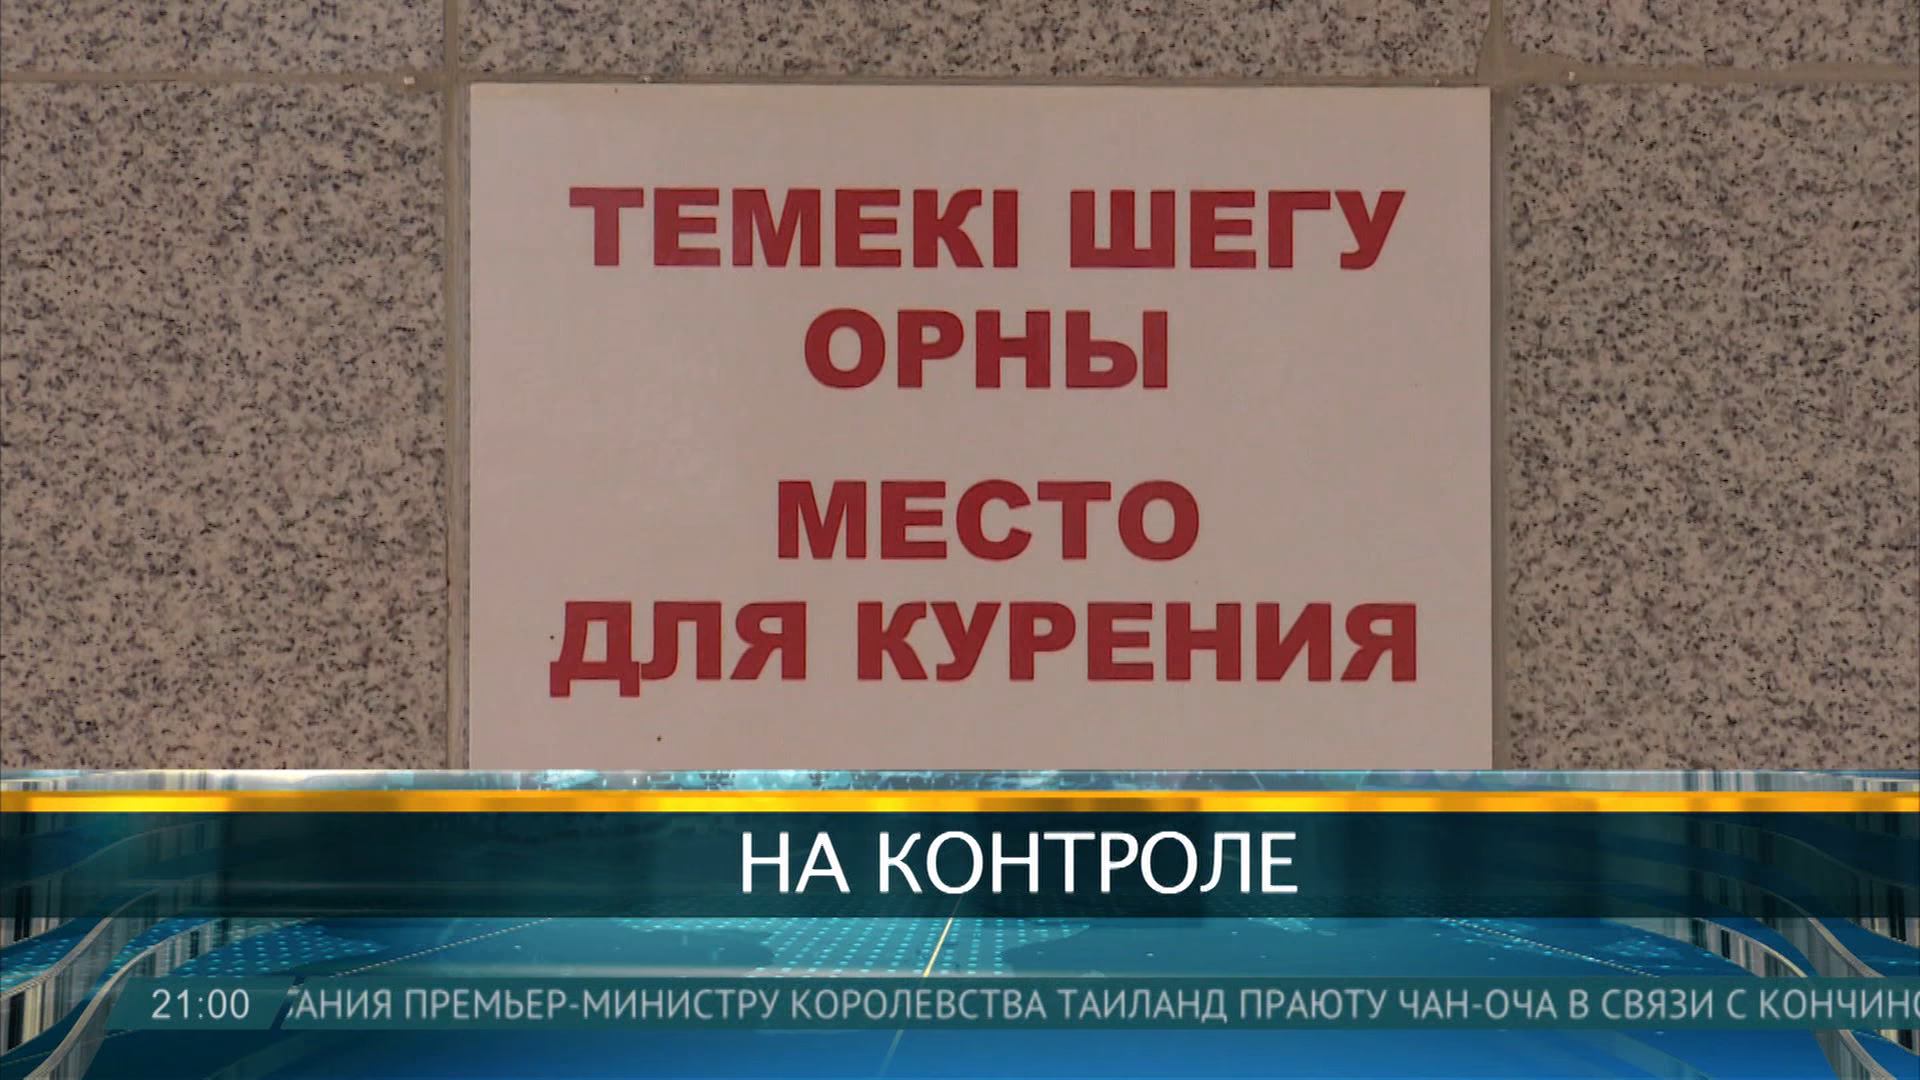 ТЕМЕКІ ШЕГУ
ОРНЫ
МЕСТО
ДЛЯ КУРЕНИЯ
НА КОНТРОЛЕ
21:00
АНИЯ ПРЕМЬЕР-МИНИСТРУ КОРОЛЕВСТВА ТАИЛАНД ПРАЮТУ ЧАН-ОЧА В СВЯЗИ С КОНЧИНО